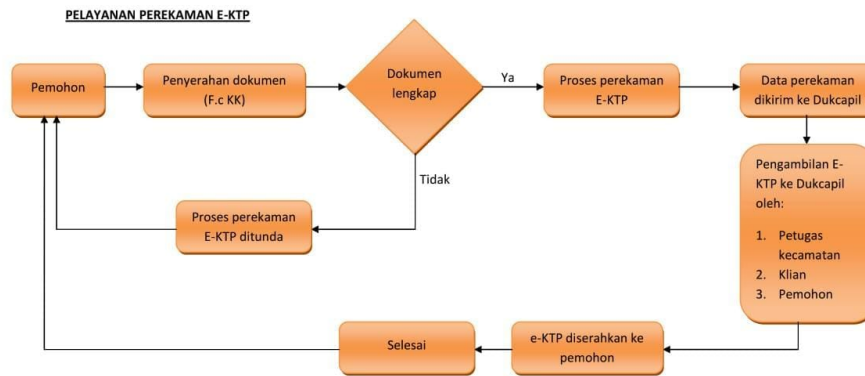 PELAYANAN PEREKAMAN E-KTP
Pemohon
Penyerahan dokumen
(F.c KK)
Dokumen
lengkap
Ya
Proses perekaman
E-KTP
Data perekaman
dikirim ke Dukcapil
Tidak
Proses perekaman
E-KTP ditunda
Pengambilan E-
KTP ke Dukcapil
oleh:
1. Petugas
kecamatan
2. Klian
3. Pemohon
e-KTP diserahkan ke
pemohon
Selesai